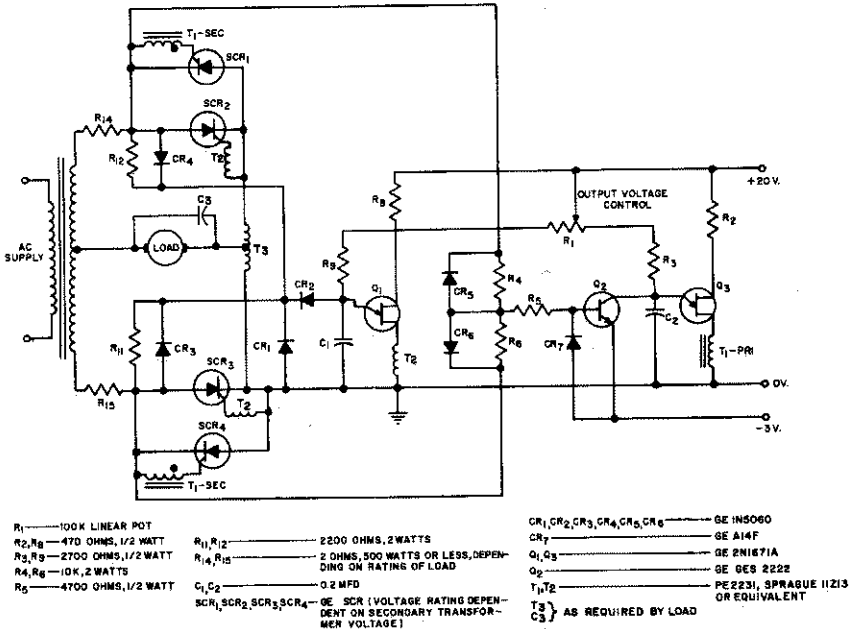 T1-SEC
SCR1
SCR2
R14
R12
CR4
T2
C3
AC
SUPPLY
LOAD
T3
R8
+20V.
OUTPUT VOLTAGE
CONTROL
R2
R1
R9
R3
CR2
Q1
CR5
R4
R5
Q2
Q3
R11
CR3
CR1
C1
T2
CR6
R6
CR7
C2
T1-PRI
SCR3
R15
T2
0V.
-3V.
SCR4
T1-SEC
R1 100K LINEAR POT
R2,R8 470 OHMS, 1/2 WATT
R3,R9 2700 OHMS, 1/2 WATT
R4,R6 10K, 2 WATTS
R5 4700 OHMS, 1/2 WATT
R11,R12 2200 OHMS, 2 WATTS
R14,R15 2 OHMS, 500 WATTS OR LESS, DEPEN-
DING ON RATING OF LOAD
C1,C2 0.2 MFD
SCR1,SCR2,SCR3,SCR4 GE SCR (VOLTAGE RATING DEPEN-
DENT ON SECONDARY TRANSFOR-
MER VOLTAGE)
CR1,CR2,CR3,CR4,CR5,CR6 GE 1N5060
CR7 GE A14F
Q1,Q3 GE 2N1671A
Q2 GE GES 2222
T1,T2 PE2231, SPRAGUE 11Z13
OR EQUIVALENT
T3
C3 } AS REQUIRED BY LOAD